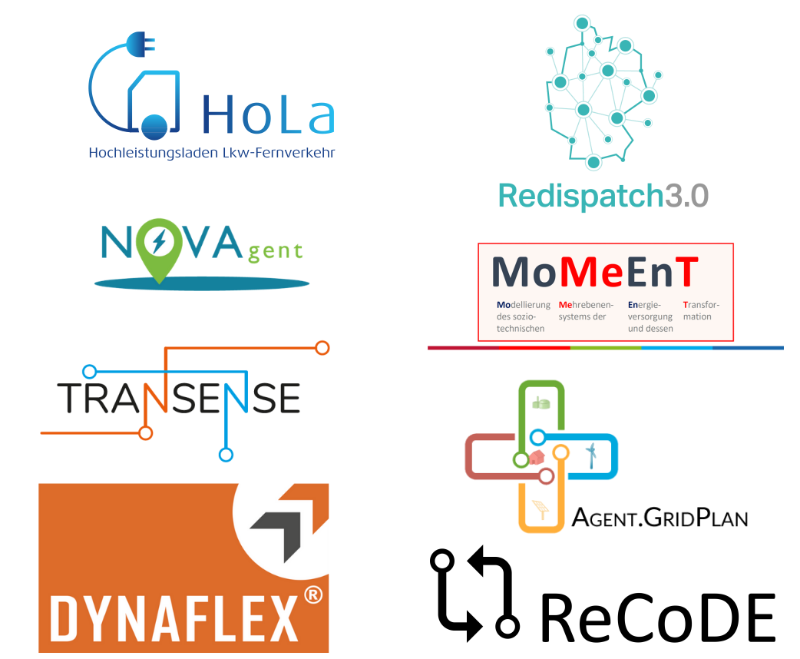 HoLa
Hochleistungsladen Lkw-Fernverkehr
Redispatch3.0
NOVAgent
MoMeEnT
Modellierung des sozio-technischen
Mehrebenen-systems der
Energie-versorgung und dessen
Transfor-mation
TRANSENSE
AGENT.GRIDPLAN
DYNAFLEX®
ReCoDE